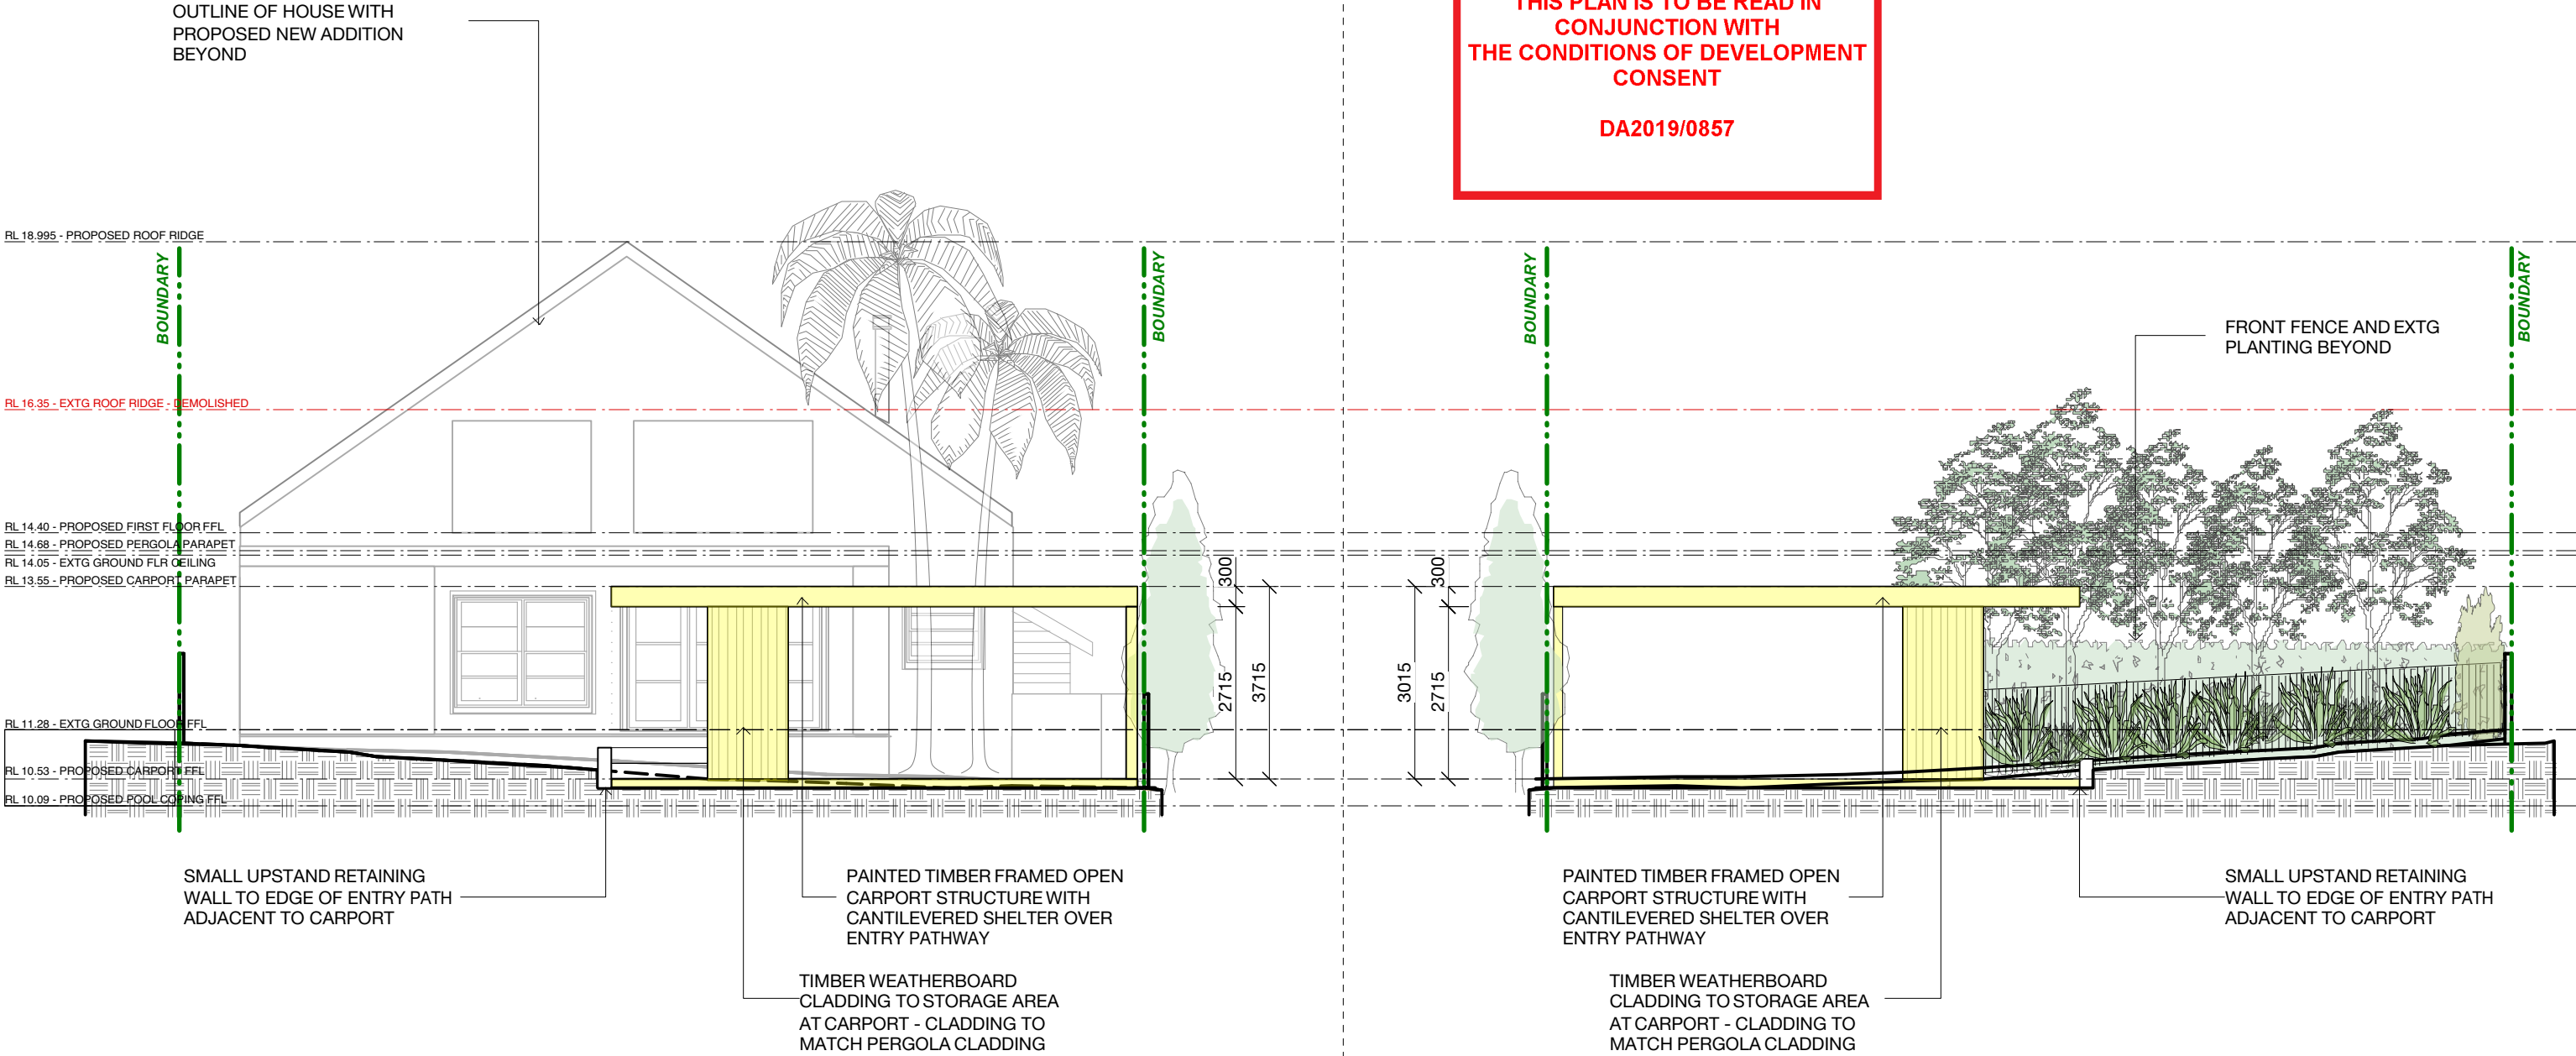 OUTLINE OF HOUSE WITH
PROPOSED NEW ADDITION
BEYOND
THIS PLAN IS TO BE READ IN
CONJUNCTION WITH
THE CONDITIONS OF DEVELOPMENT
CONSENT
DA2019/0857
RL 18.995 - PROPOSED ROOF RIDGE
BOUNDARY
BOUNDARY
BOUNDARY
BOUNDARY
FRONT FENCE AND EXTG
PLANTING BEYOND
RL 16.35 - EXTG ROOF RIDGE - DEMOLISHED
RL 14.40 - PROPOSED FIRST FLOOR FFL
RL 14.68 - PROPOSED PERGOLA PARAPET
RL 14.05 - EXTG GROUND FLR CEILING
RL 13.55 - PROPOSED CARPORT PARAPET
300
2715
3715
300
3015
2715
RL 11.28 - EXTG GROUND FLOOR FFL
RL 10.53 - PROPOSED CARPORT FFL
RL 10.09 - PROPOSED POOL COPING FFL
SMALL UPSTAND RETAINING
WALL TO EDGE OF ENTRY PATH
ADJACENT TO CARPORT
PAINTED TIMBER FRAMED OPEN
CARPORT STRUCTURE WITH
CANTILEVERED SHELTER OVER
ENTRY PATHWAY
TIMBER WEATHERBOARD
CLADDING TO STORAGE AREA
AT CARPORT - CLADDING TO
MATCH PERGOLA CLADDING
PAINTED TIMBER FRAMED OPEN
CARPORT STRUCTURE WITH
CANTILEVERED SHELTER OVER
ENTRY PATHWAY
TIMBER WEATHERBOARD
CLADDING TO STORAGE AREA
AT CARPORT - CLADDING TO
MATCH PERGOLA CLADDING
SMALL UPSTAND RETAINING
WALL TO EDGE OF ENTRY PATH
ADJACENT TO CARPORT